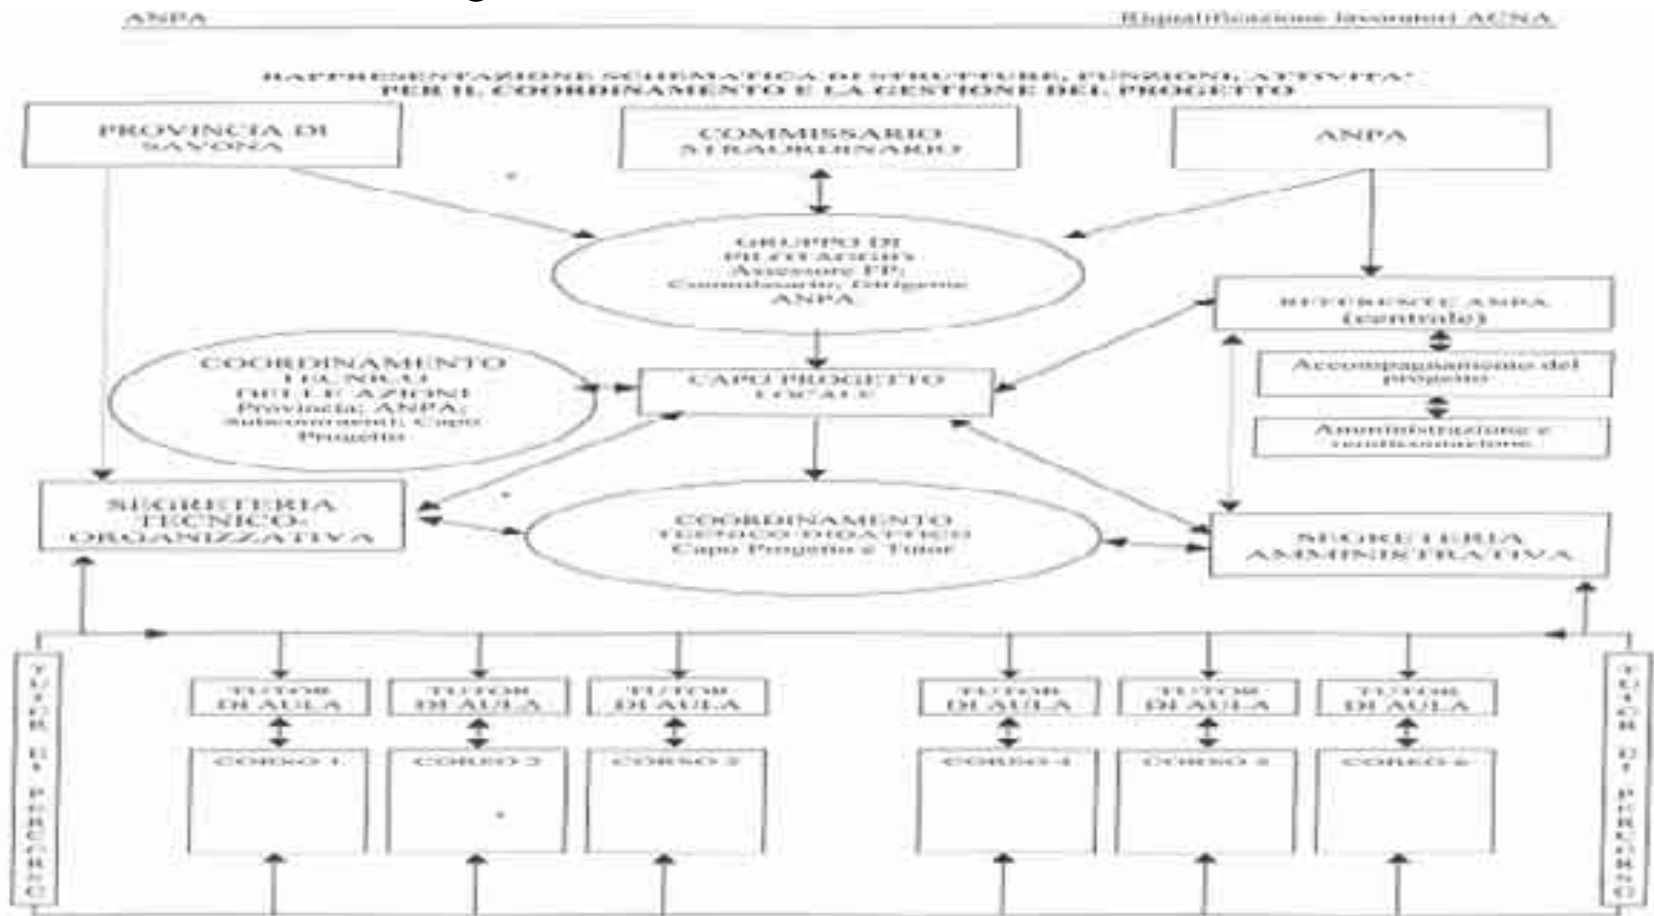 ANPA
Riqualificazione lavoratori ACNA
RAPPRESENTAZIONE SCHEMATICA DI STRUTTURE, FUNZIONI, ATTIVITA'
PER IL COORDINAMENTO E LA GESTIONE DEL PROGETTO
PROVINCIA DI
SAVONA
COMMISSARIO
STRAORDINARIO
ANPA
GRUPPO DI
PILOTAGGIO:
Assessore FP;
Commissario; Dirigente
ANPA
REFERENTE ANPA
(centrale)
Accompagnamento del
progetto
Amministrazione e
rendicontazione
COORDINAMENTO
TECNICO
DELLE AZIONI
Provincia; ANPA;
Capo
Progetto
CAPO PROGETTO
LOCALE
SEGRETERIA
TECNICO-
ORGANIZZATIVA
COORDINAMENTO
TECNICO DIDATTICO
Capo Progetto e Tutor
SEGRETERIA
AMMINISTRATIVA
TUTOR DI PERCORSO
TUTOR
DI AULA
TUTOR
DI AULA
TUTOR
DI AULA
TUTOR
DI AULA
TUTOR
DI AULA
TUTOR
DI AULA
TUTOR DI PERCORSO
CORSO 1
CORSO 2
CORSO 3
CORSO 4
CORSO 5
CORSO 6